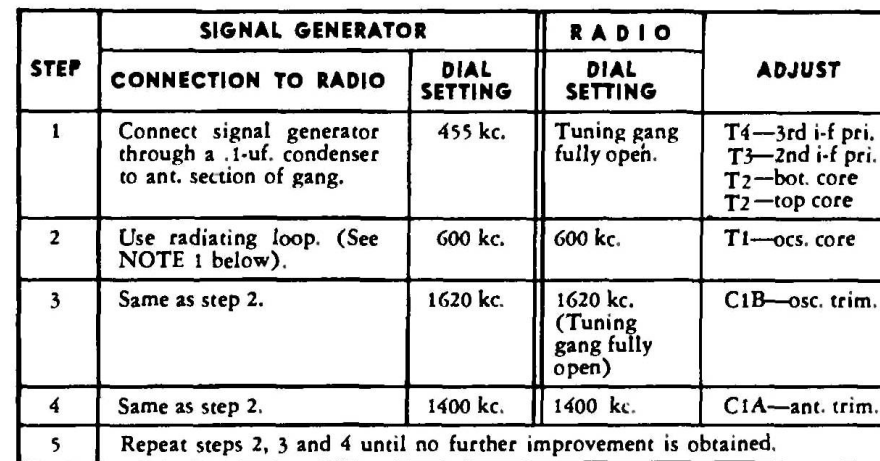 SIGNAL GENERATOR
RADIO
STEP
CONNECTION TO RADIO
DIAL
SETTING
DIAL
SETTING
ADJUST
1
Connect signal generator
through a .1-uf. condenser
to ant. section of gang.
455 kc.
Tuning gang
fully open.
T4—3rd i-f pri.
T3—2nd i-f pri.
T2—bot. core
T2—top core
2
Use radiating loop. (See
NOTE 1 below).
600 kc.
600 kc.
T1—ocs. core
3
Same as step 2.
1620 kc.
1620 kc.
(Tuning
gang fully
open)
C1B—osc. trim.
4
Same as step 2.
1400 kc.
1400 kc.
C1A—ant. trim.
5
Repeat steps 2, 3 and 4 until no further improvement is obtained.